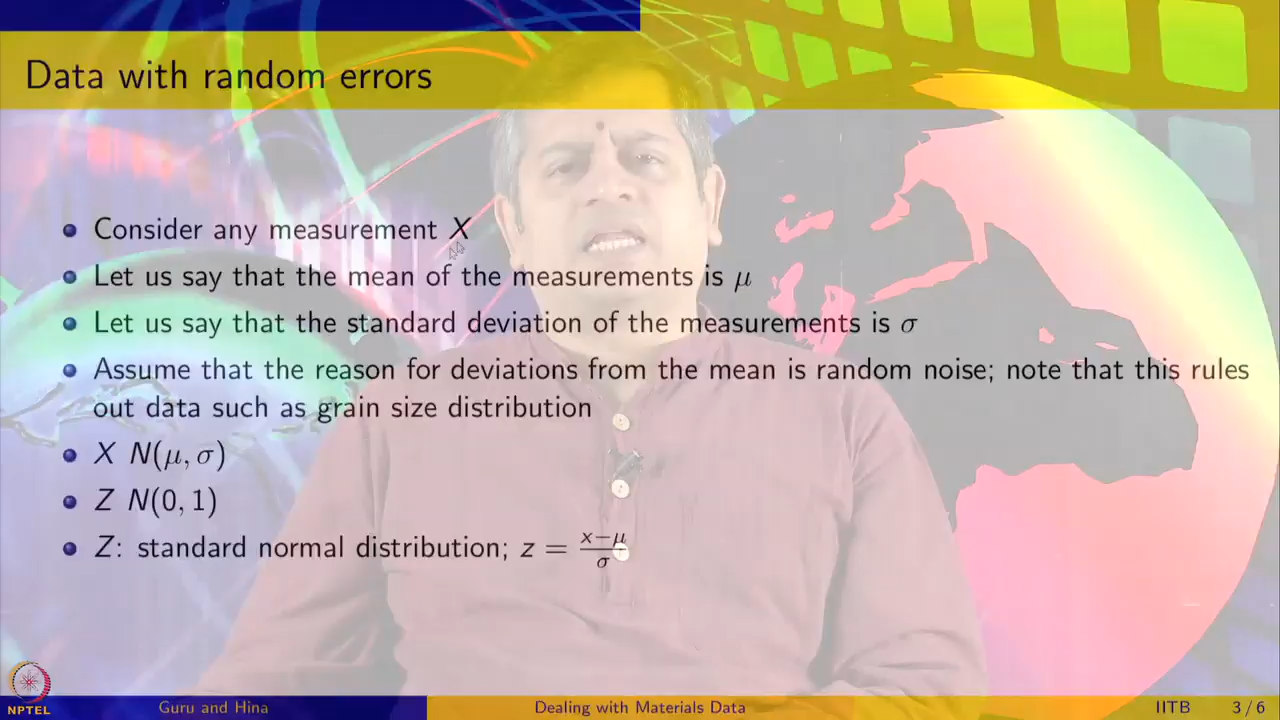 Data with random errors
Consider any measurement X
Let us say that the mean of the measurements is μ
Let us say that the standard deviation of the measurements is σ
Assume that the reason for deviations from the mean is random noise; note that this rules
out data such as grain size distribution
X N(μ, σ)
Z N(0, 1)
Z: standard normal distribution; z = x−μ/σ
NPTEL
Guru and Hina
Dealing with Materials Data
IITB
3 / 6